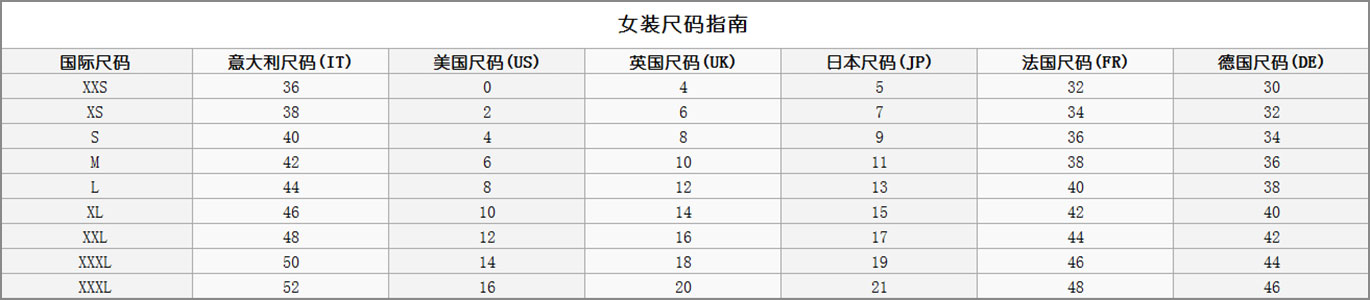 女装尺码指南
国际尺码 意大利尺码(IT) 美国尺码(US) 英国尺码(UK) 日本尺码(JP) 法国尺码(FR) 德国尺码(DE)
XXS 36 0 4 5 32 30
XS 38 2 6 7 34 32
S 40 4 8 9 36 34
M 42 6 10 11 38 36
L 44 8 12 13 40 38
XL 46 10 14 15 42 40
XXL 48 12 16 17 44 42
XXXL 50 14 18 19 46 44
XXXL 52 16 20 21 48 46